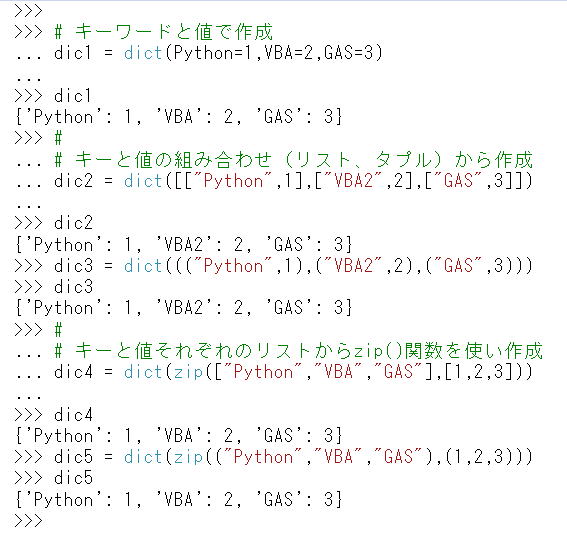 >>>
>>> # キーワードと値で作成
... dic1 = dict(Python=1,VBA=2,GAS=3)
...
>>> dic1
{'Python': 1, 'VBA': 2, 'GAS': 3}
>>> #
... # キーと値の組み合わせ（リスト、タプル）から作成
... dic2 = dict([["Python",1],["VBA2",2],["GAS",3]])
...
>>> dic2
{'Python': 1, 'VBA2': 2, 'GAS': 3}
>>> dic3 = dict((("Python",1),("VBA2",2),("GAS",3)))
>>> dic3
{'Python': 1, 'VBA2': 2, 'GAS': 3}
>>> #
... # キーと値それぞれのリストからzip()関数を使い作成
... dic4 = dict(zip(["Python","VBA","GAS"],[1,2,3]))
...
>>> dic4
{'Python': 1, 'VBA': 2, 'GAS': 3}
>>> dic5 = dict(zip(("Python","VBA","GAS"),(1,2,3)))
>>> dic5
{'Python': 1, 'VBA': 2, 'GAS': 3}
>>>